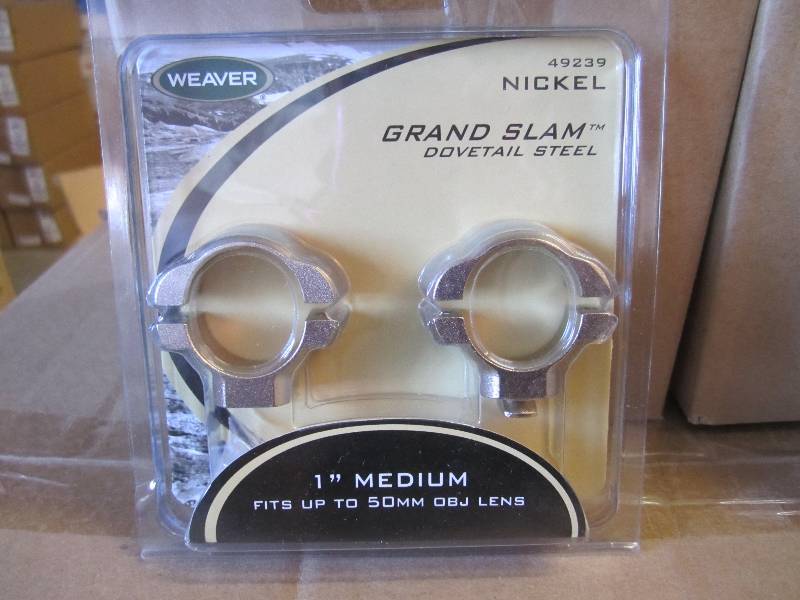 WEAVER
49239
NICKEL
GRAND SLAM™
DOVETAIL STEEL
1" MEDIUM
FITS UP TO 50MM OBJ LENS